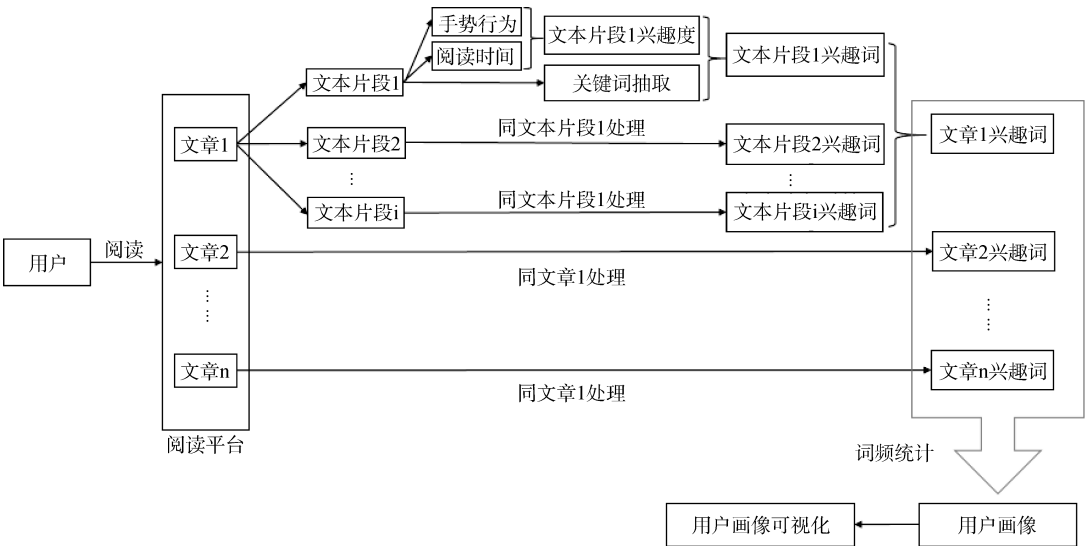 手势行为
阅读时间
文本片段1兴趣度
文本片段1兴趣词
文本片段1
关键词抽取
文章1
文本片段2
同文本片段1处理
文本片段2兴趣词
文章1兴趣词
⋮
⋮
文本片段i
同文本片段1处理
文本片段i兴趣词
用户
阅读
文章2
同文章1处理
文章2兴趣词
⋮
⋮
⋮
⋮
文章n
同文章1处理
文章n兴趣词
阅读平台
词频统计
用户画像可视化
用户画像